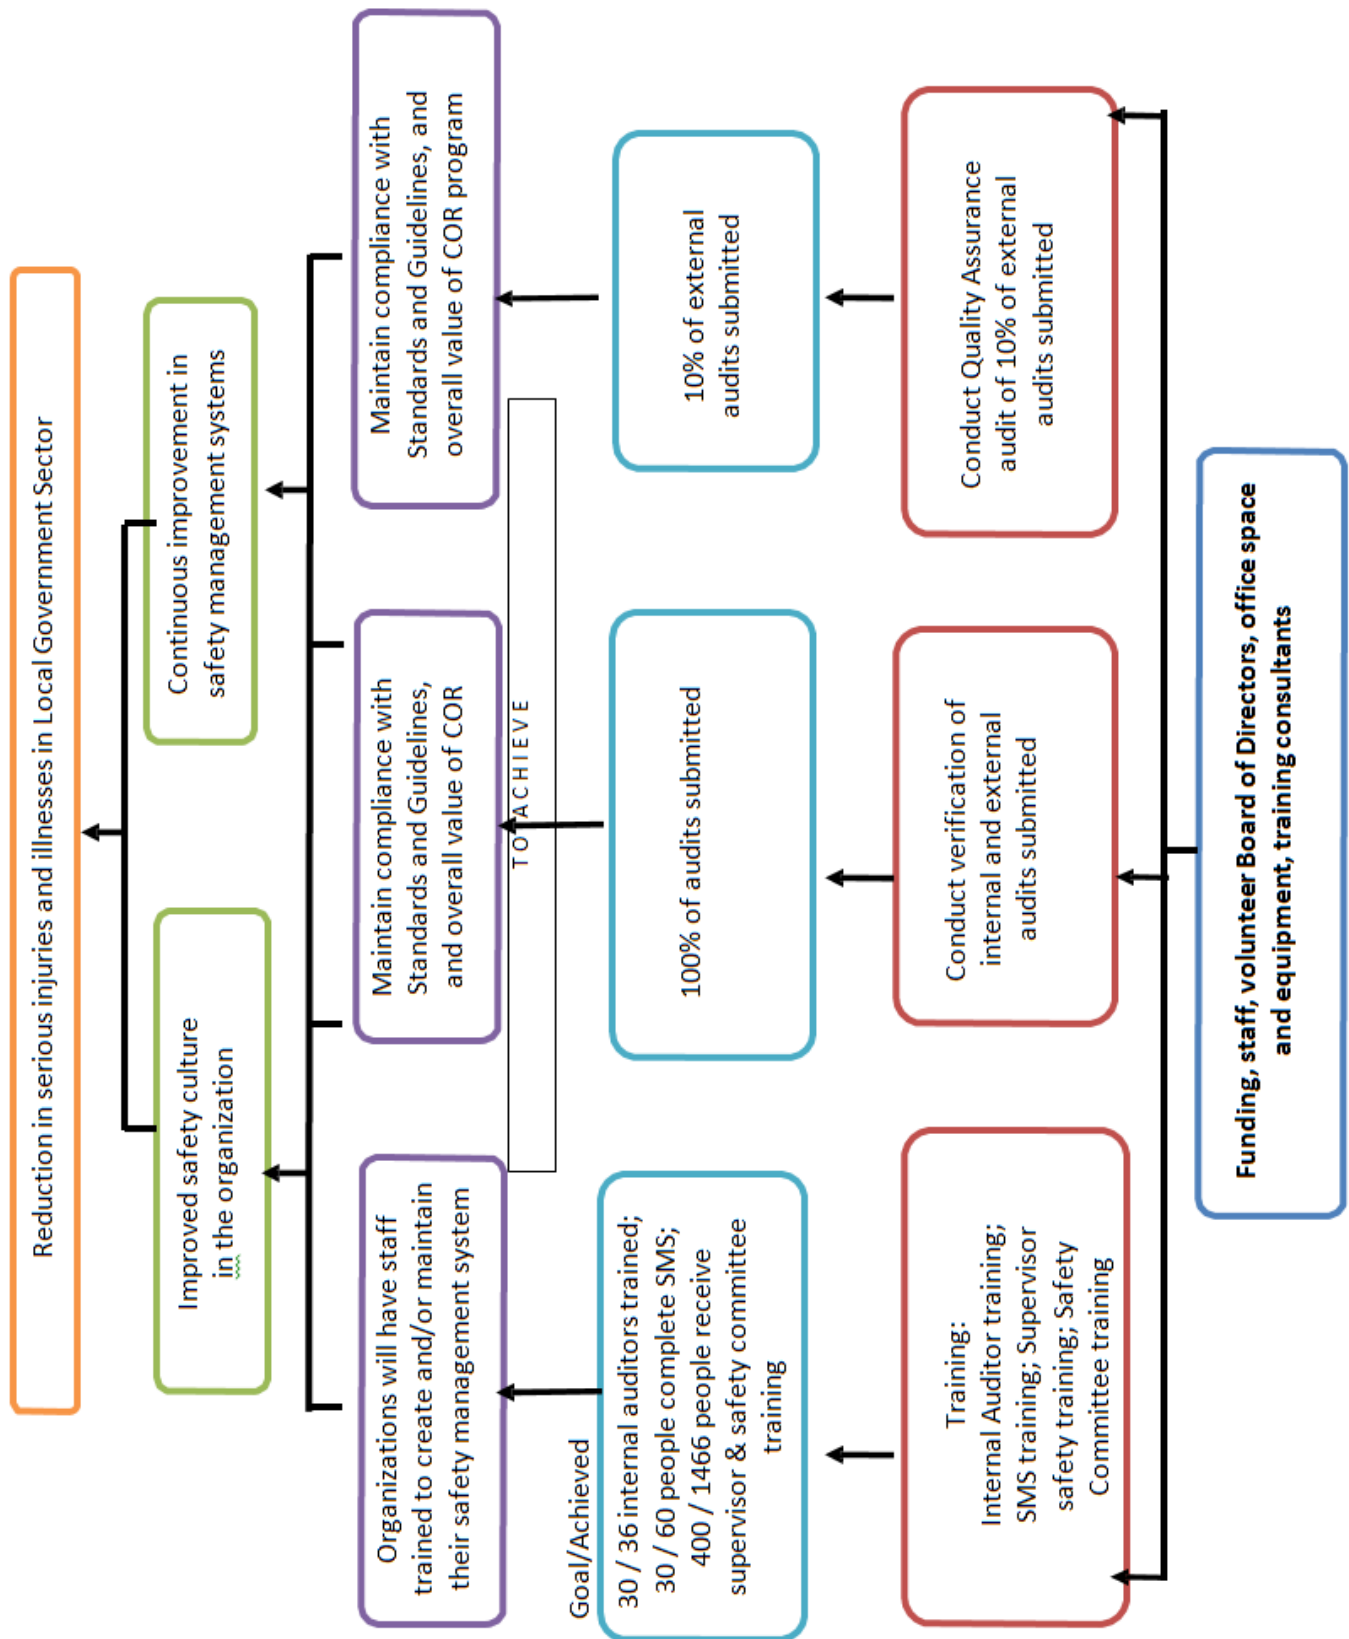 Reduction in serious injuries and illnesses in Local Government Sector
Improved safety culture
in the organization
Continuous improvement in
safety management systems
Organizations will have staff
trained to create and/or maintain
their safety management system
Maintain compliance with
Standards and Guidelines,
and overall value of COR
Maintain compliance with
Standards and Guidelines, and
overall value of COR program
TO ACHIEVE
Goal/Achieved
30 / 36 internal auditors trained;
30 / 60 people complete SMS;
400 / 1466 people receive
supervisor & safety committee
training
100% of audits submitted
10% of external
audits submitted
Training:
Internal Auditor training;
SMS training; Supervisor
safety training; Safety
Committee training
Conduct verification of
internal and external
audits submitted
Conduct Quality Assurance
audit of 10% of external
audits submitted
Funding, staff, volunteer Board of Directors, office space
and equipment, training consultants